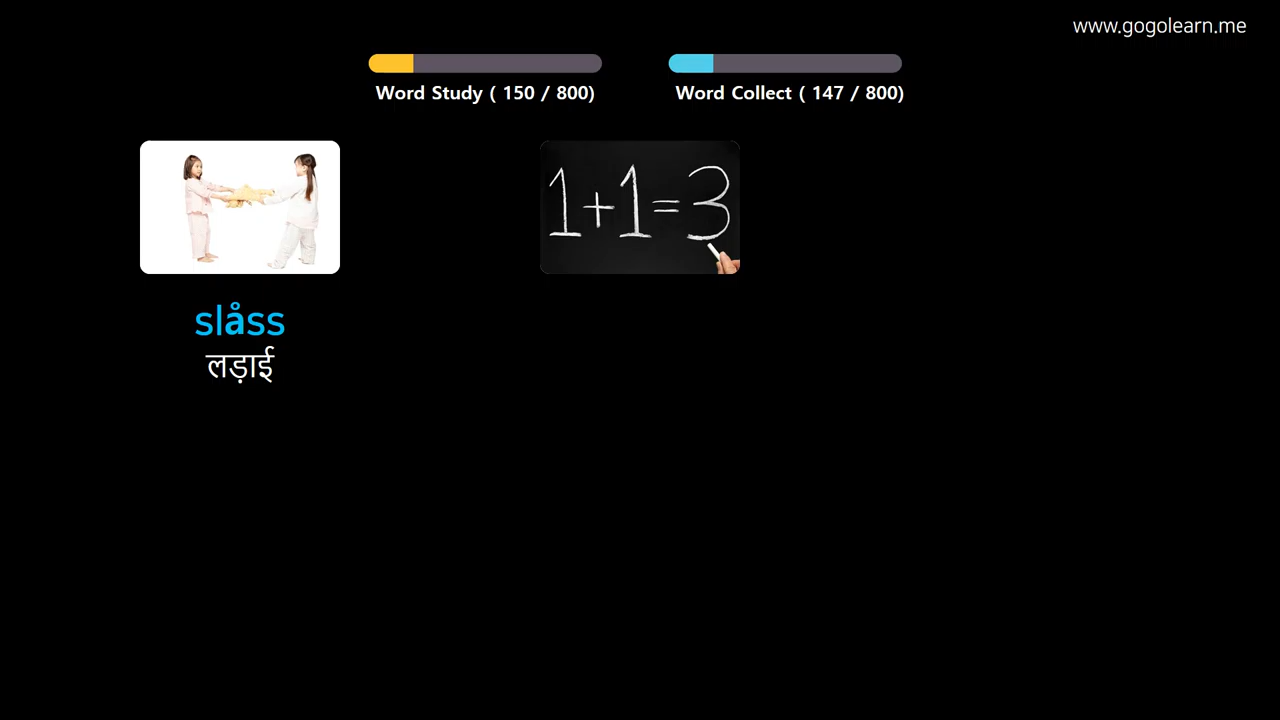 www.gogolearn.me
Word Study ( 150 / 800)
Word Collect ( 147 / 800)
1+1=3
slåss
लड़ाई